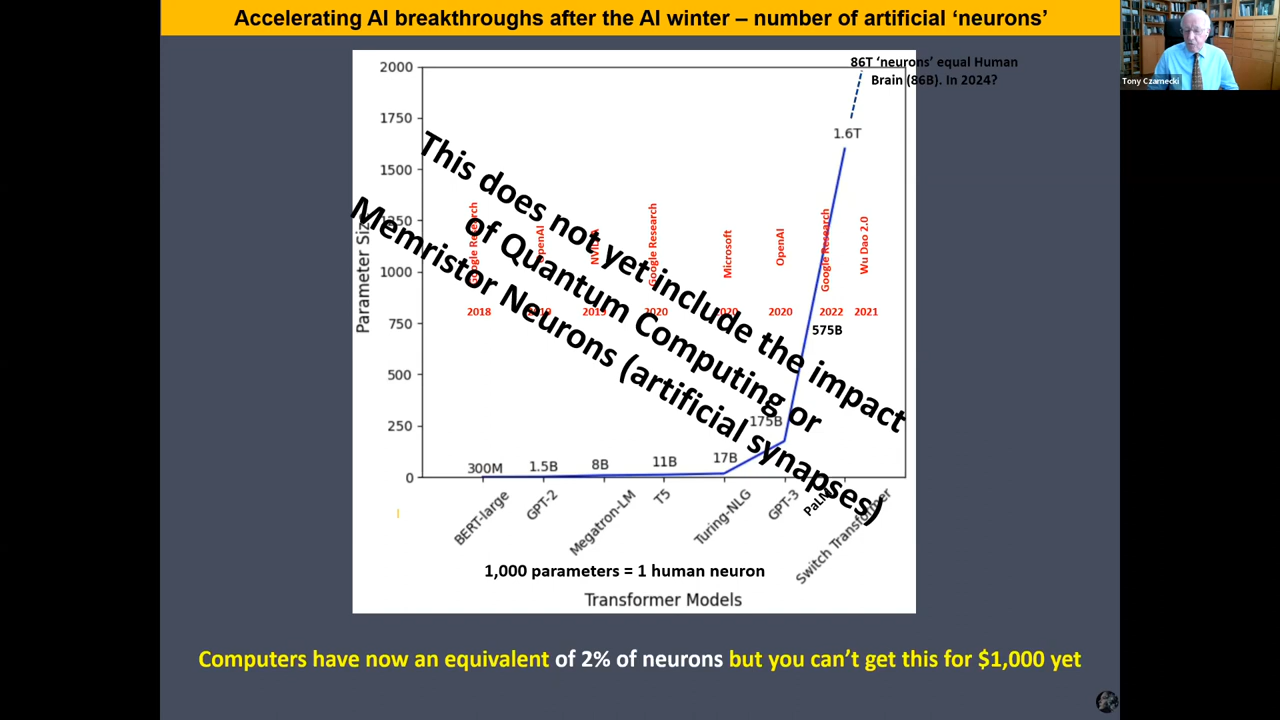 Accelerating AI breakthroughs after the AI winter – number of artificial ‘neurons’
Tony Czarnecki
86T ‘neurons’ equal Human
Brain (86B). In 2024?
2000
1750
1500
1250
1000
750
500
250
0
Parameter Size
1.6T
This does not yet include the impact
of Quantum Computing or
Memristor Neurons (artificial synapses)
Google Research
OpenAI
NVIDIA
Google Research
Microsoft
OpenAI
Google Research
Wu Dao 2.0
2018
2019
2019
2020
2020
2020
2022
2021
575B
300M
1.5B
8B
11B
17B
175B
BERT-large
GPT-2
Megatron-LM
T5
Turing-NLG
GPT-3
PaLM
Switch Transformer
1,000 parameters = 1 human neuron
Transformer Models
Computers have now an equivalent of 2% of neurons but you can’t get this for $1,000 yet